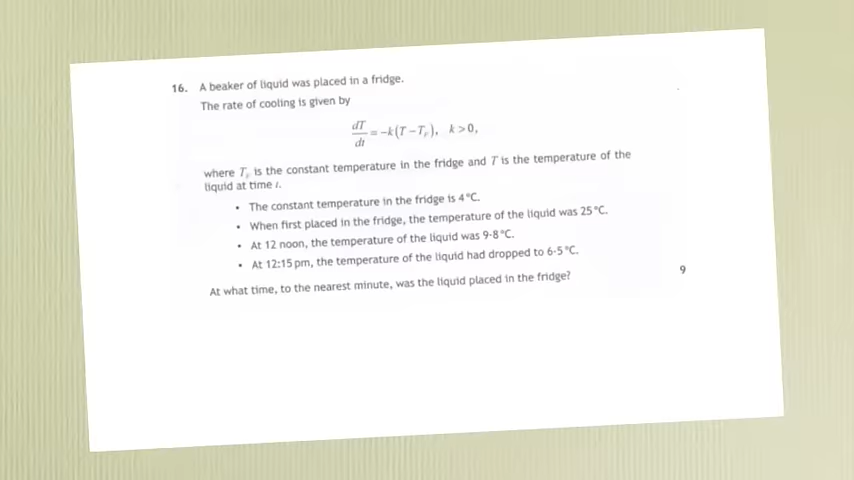 16. A beaker of liquid was placed in a fridge.
The rate of cooling is given by
dT/dt = -k(T - T_F), k > 0,
where T_F is the constant temperature in the fridge and T is the temperature of the
liquid at time t.
• The constant temperature in the fridge is 4 °C.
• When first placed in the fridge, the temperature of the liquid was 25 °C.
• At 12 noon, the temperature of the liquid was 9·8 °C.
• At 12:15 pm, the temperature of the liquid had dropped to 6·5 °C.
At what time, to the nearest minute, was the liquid placed in the fridge?
9